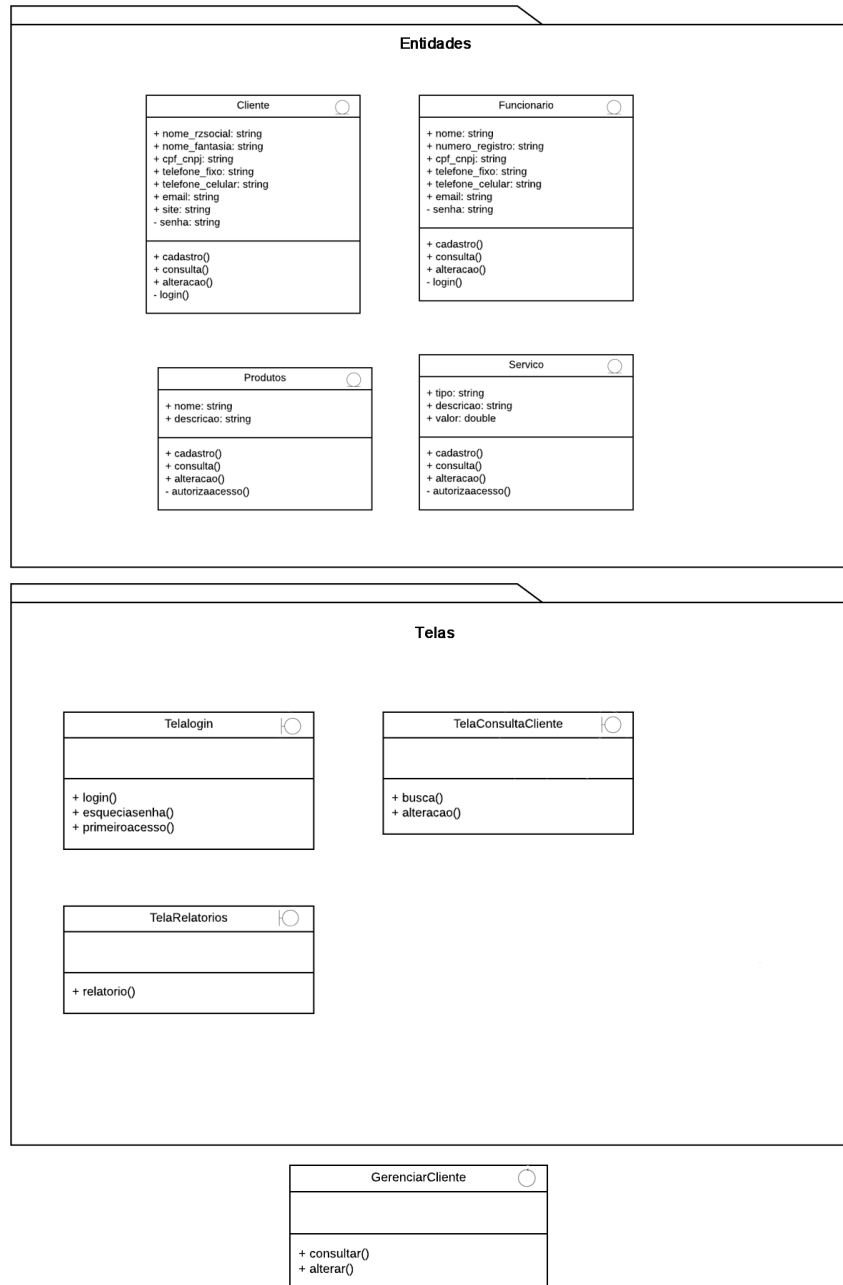 Entidades
Cliente
+ nome_rzsocial: string
+ nome_fantasia: string
+ cpf_cnpj: string
+ telefone_fixo: string
+ telefone_celular: string
+ email: string
+ site: string
- senha: string
+ cadastro()
+ consulta()
+ alteracao()
- login()
Funcionario
+ nome: string
+ numero_registro: string
+ cpf_cnpj: string
+ telefone_fixo: string
+ telefone_celular: string
+ email: string
- senha: string
+ cadastro()
+ consulta()
+ alteracao()
- login()
Produtos
+ nome: string
+ descricao: string
+ cadastro()
+ consulta()
+ alteracao()
- autorizaacesso()
Servico
+ tipo: string
+ descricao: string
+ valor: double
+ cadastro()
+ consulta()
+ alteracao()
- autorizaacesso()
Telas
Telalogin
+ login()
+ esqueciasenha()
+ primeiroacesso()
TelaConsultaCliente
+ busca()
+ alteracao()
TelaRelatorios
+ relatorio()
GerenciarCliente
+ consultar()
+ alterar()